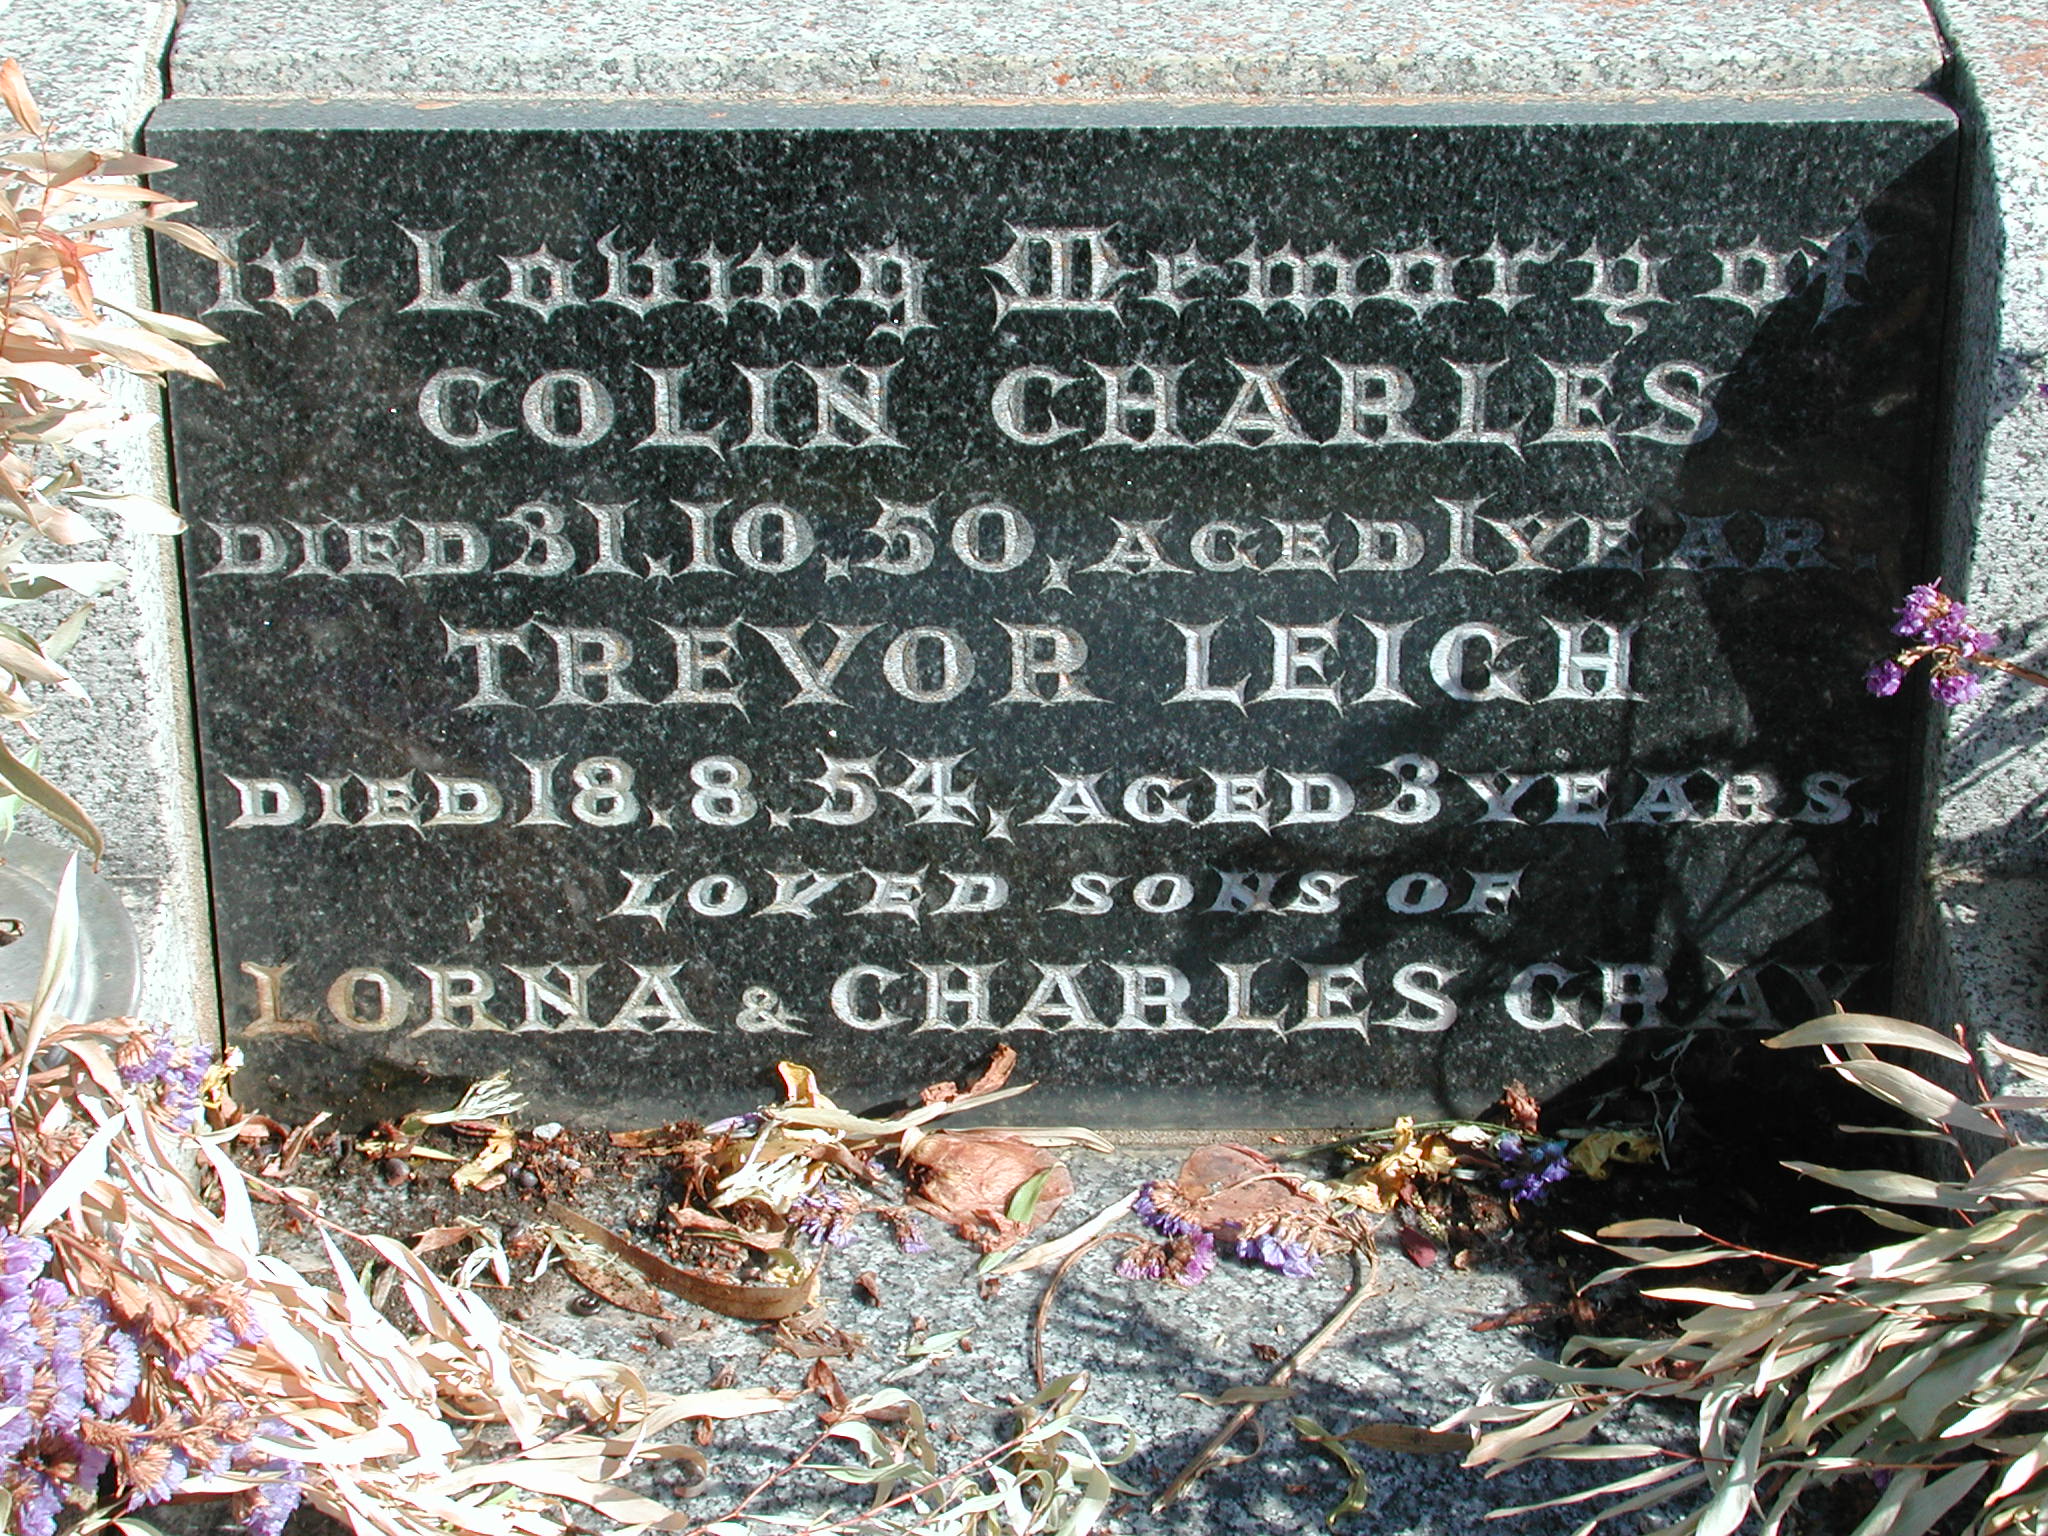 In Loving Memory of
COLIN CHARLES
DIED 31.10.50, AGED 1 YEAR.
TREVOR LEIGH
DIED 18.8.54, AGED 3 YEARS.
LOVED SONS OF
LORNA & CHARLES GRAY